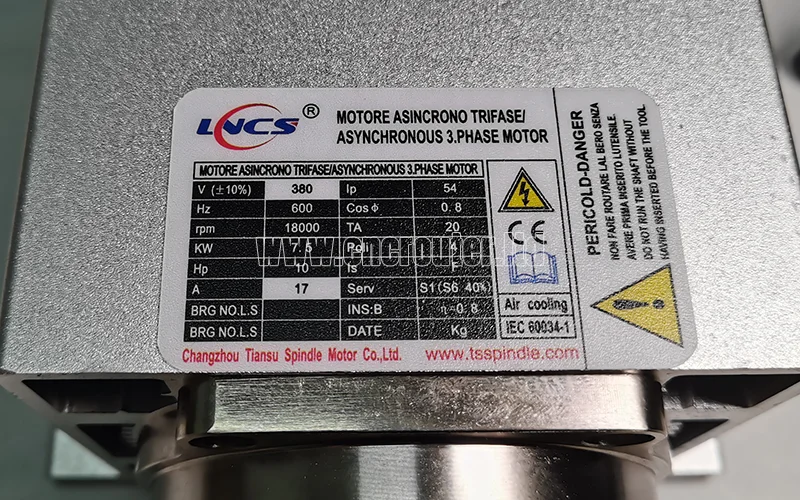 LNCS ®
MOTORE ASINCRONO TRIFASE/
ASYNCHRONOUS 3.PHASE MOTOR
MOTORE ASINCRONO TRIFASE/ASYNCHRONOUS 3.PHASE MOTOR
V (±10%) 380 Ip 54
Hz 600 CosΦ 0.8
rpm 18000 TA 20
KW 7.5 Poli 4
Hp 10 Is F
A 17 Serv S1(S6 40%)
BRG NO.L.S INS:B η=0.8
BRG NO.L.S DATE Kg
CE
Air cooling
IEC 60034-1
Changzhou Tiansu Spindle Motor Co.,Ltd. www.tsspindle.com
PERICOLD-DANGER
NON FARE ROUTARE LAL BERO SENZA
AVERE PRIMA INSERITO LUTENSILE.
DO NOT RUN THE SHAFT WITHOUT
HAVING INSERTED BEFORE THE TOOL.